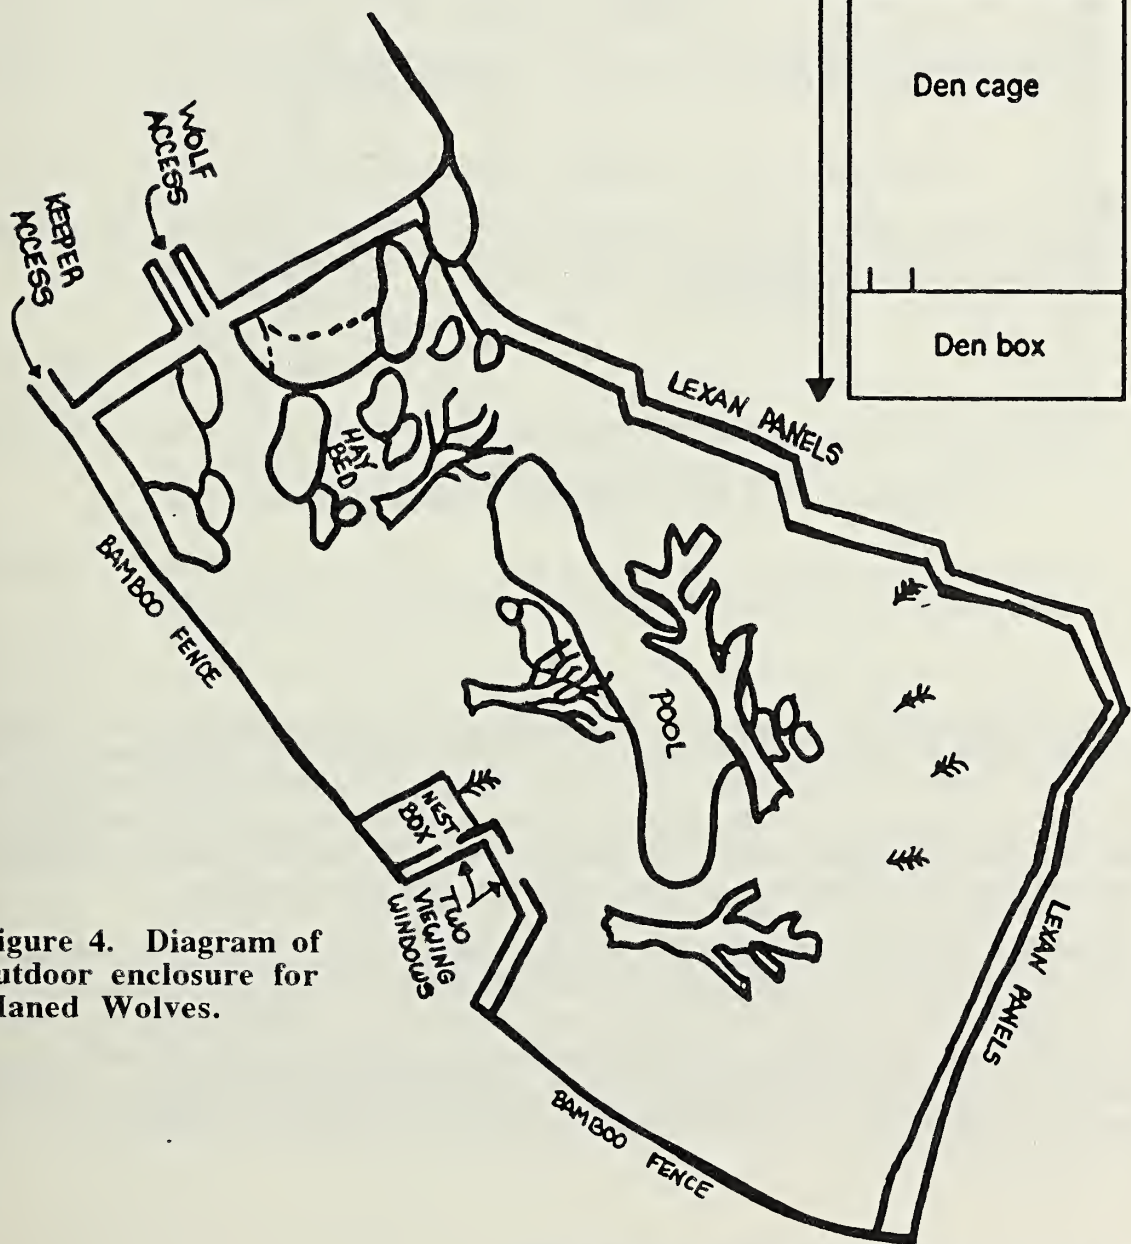 Den cage
Den box
WOLF
ACCESS
KEEPER
ACCESS
LEXAN PANELS
HAY
BED
BAMBOO FENCE
POOL
NEST
BOX
TWO
VIEWING
WINDOWS
LEXAN PANELS
BAMBOO FENCE
igure 4. Diagram of
utdoor enclosure for
laned Wolves.